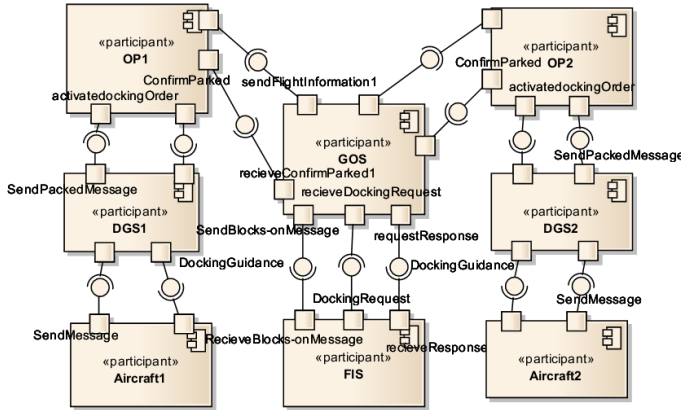 «participant»
OP1
ConfirmParked
activatedockingOrder
sendFlightInformation1
ConfirmParked
«participant»
OP2
activatedockingOrder
«participant»
GOS
recieveConfirmParked1
recieveDockingRequest
SendPackedMessage
SendPackedMessage
«participant»
DGS1
«participant»
DGS2
SendBlocks-onMessage
requestResponse
DockingGuidance
DockingGuidance
DockingRequest
SendMessage
SendMessage
RecieveBlocks-onMessage
recieveResponse
«participant»
Aircraft1
«participant»
FIS
«participant»
Aircraft2